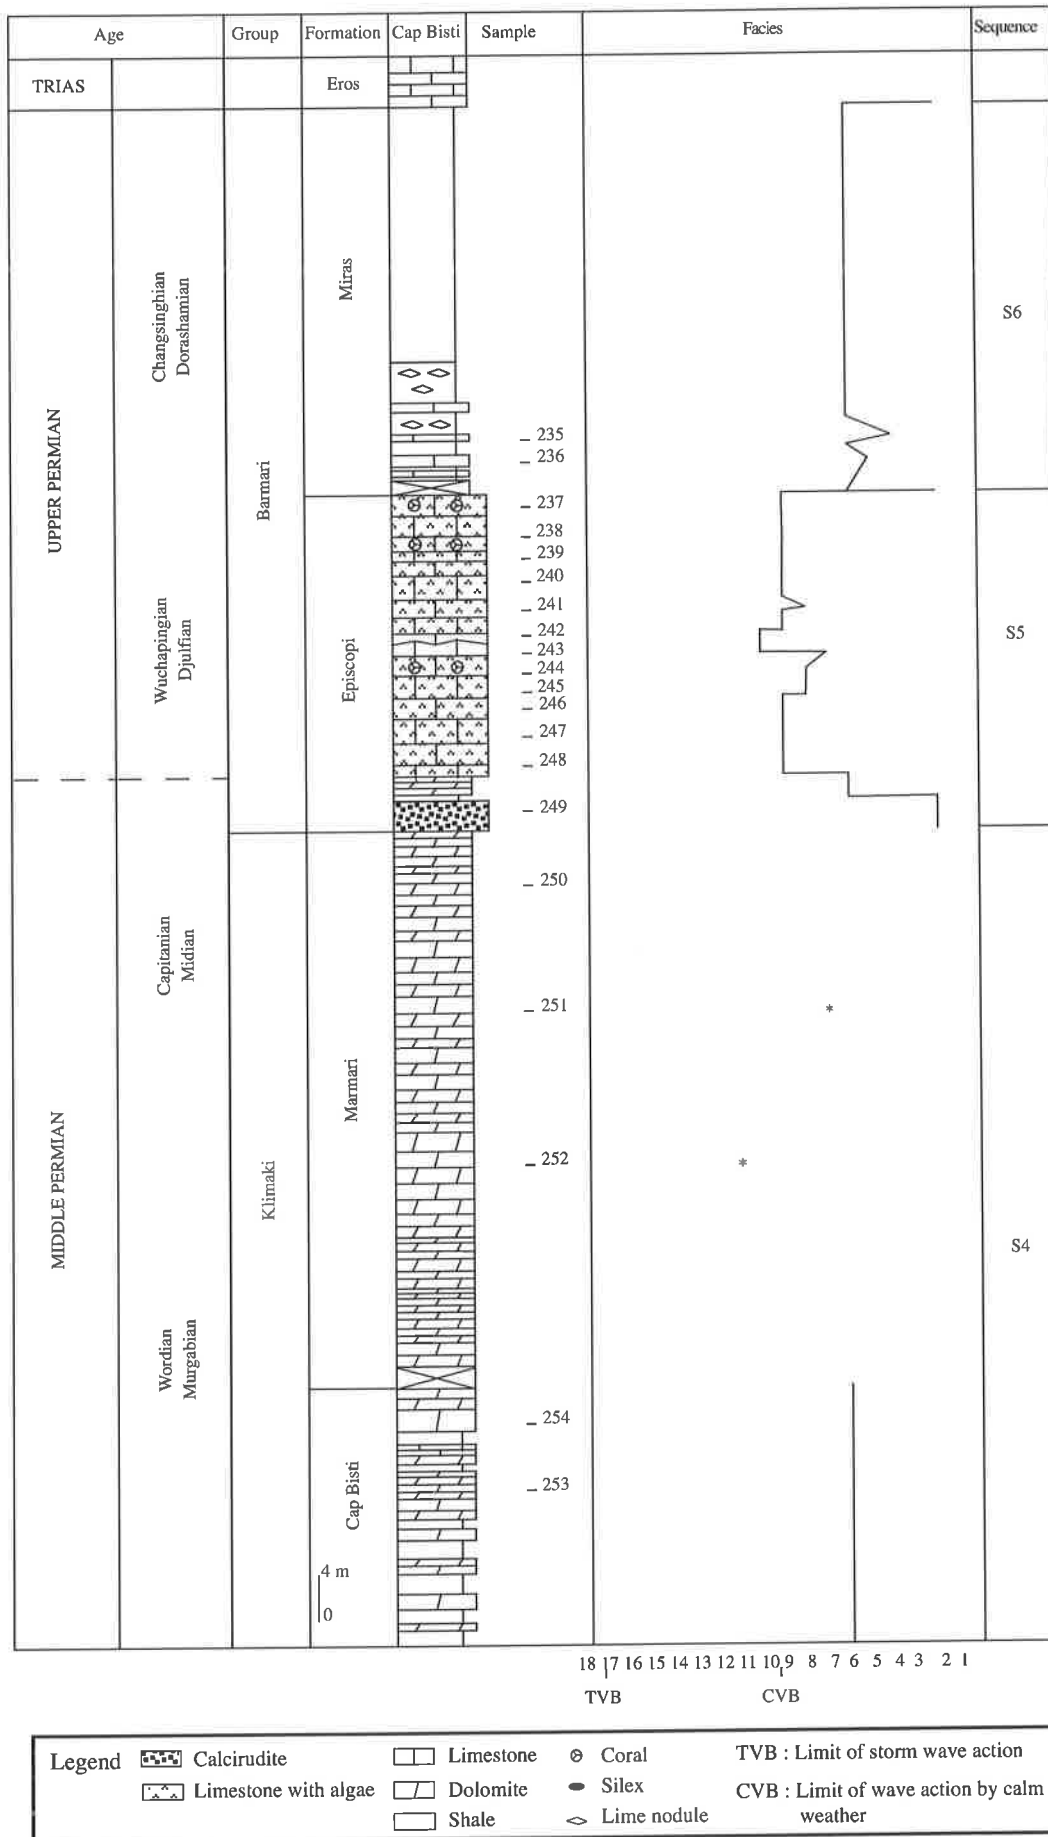 Age Group Formation Cap Bisti Sample Facies Sequence
TRIAS Eros
UPPER PERMIAN
MIDDLE PERMIAN
Changsinghian
Dorashamian
Wuchapingian
Djulfian
Capitanian
Midian
Wordian
Murgabian
Barmari
Klimaki
Miras
Episcopi
Marmari
Cap Bisti
4 m
0
235
236
237
238
239
240
241
242
243
244
245
246
247
248
249
250
251
252
254
253
*
*
S6
S5
S4
18 17 16 15 14 13 12 11 10 9 8 7 6 5 4 3 2 1
TVB CVB
Legend
Calcirudite
Limestone with algae
Limestone
Dolomite
Shale
Coral
Silex
Lime nodule
TVB : Limit of storm wave action
CVB : Limit of wave action by calm
weather